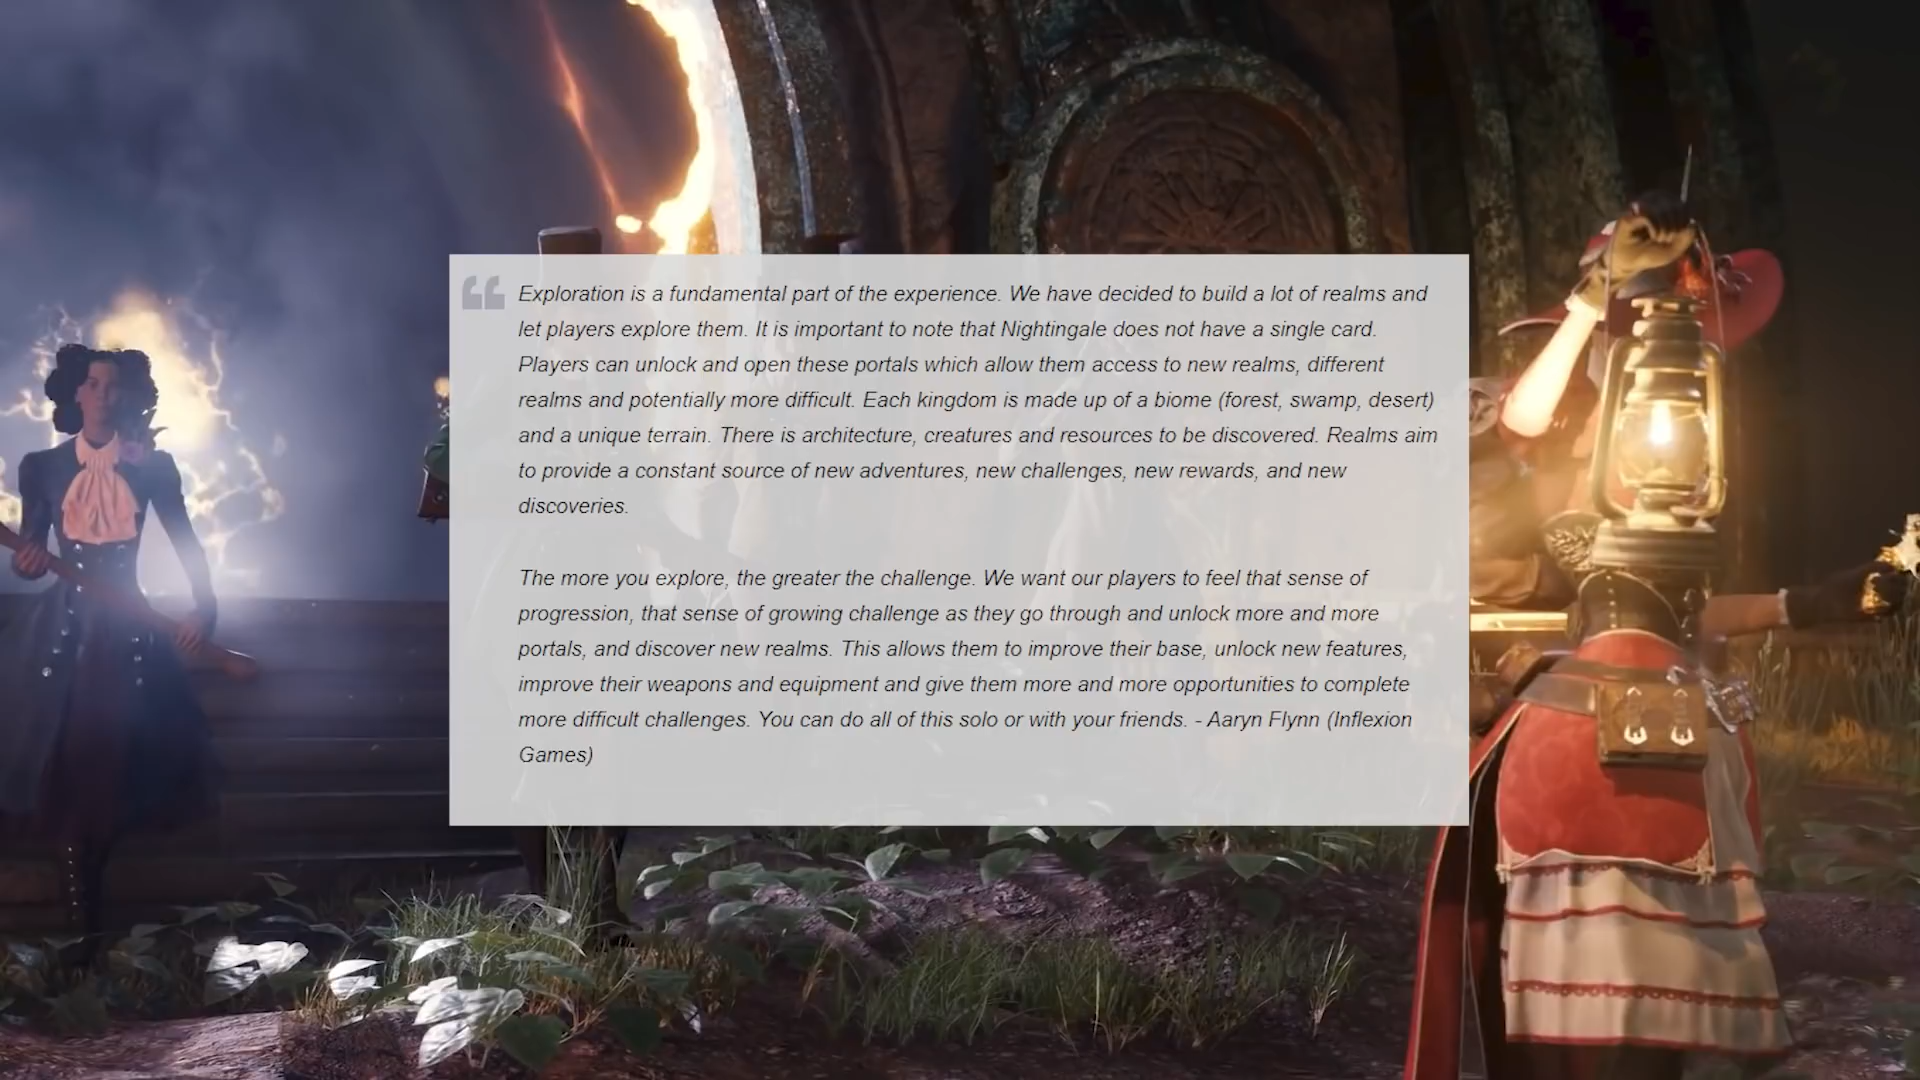 Exploration is a fundamental part of the experience. We have decided to build a lot of realms and
let players explore them. It is important to note that Nightingale does not have a single card.
Players can unlock and open these portals which allow them access to new realms, different
realms and potentially more difficult. Each kingdom is made up of a biome (forest, swamp, desert)
and a unique terrain. There is architecture, creatures and resources to be discovered. Realms aim
to provide a constant source of new adventures, new challenges, new rewards, and new
discoveries.
The more you explore, the greater the challenge. We want our players to feel that sense of
progression, that sense of growing challenge as they go through and unlock more and more
portals, and discover new realms. This allows them to improve their base, unlock new features,
improve their weapons and equipment and give them more and more opportunities to complete
more difficult challenges. You can do all of this solo or with your friends. - Aaryn Flynn (Inflexion
Games)